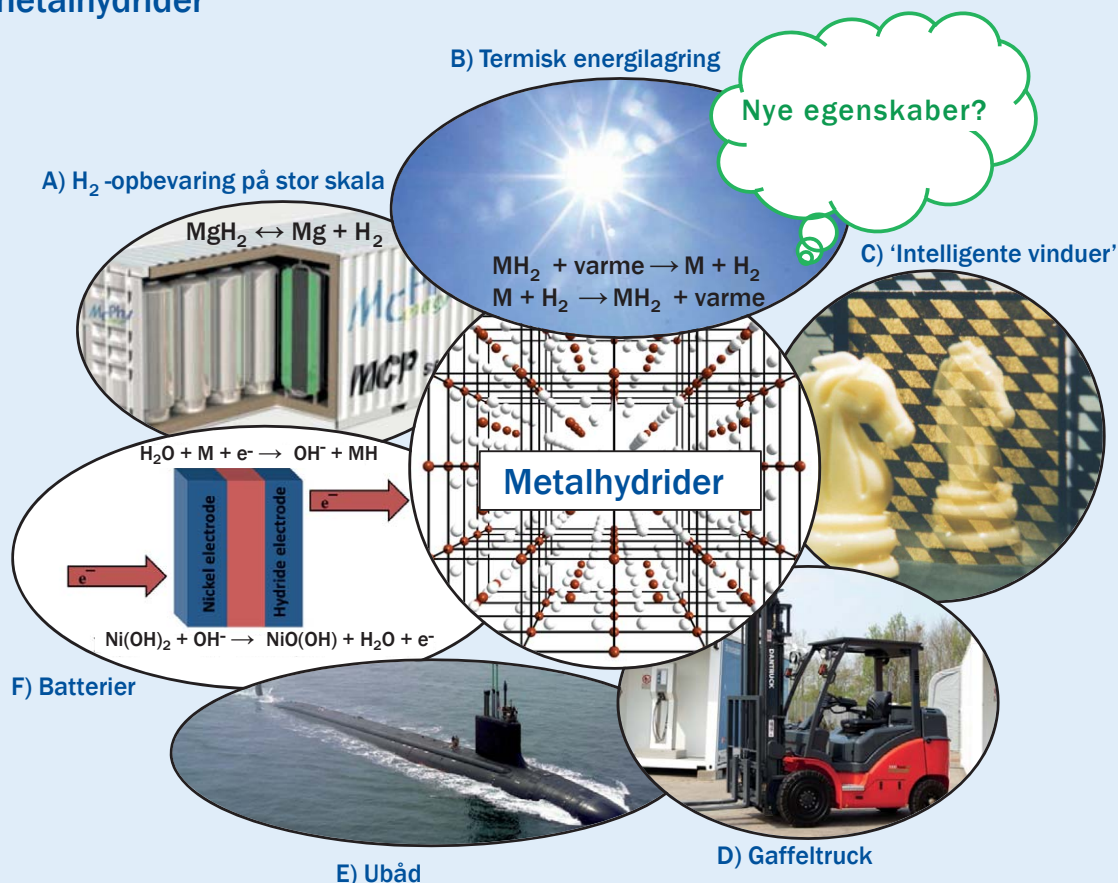 metalhydrider
B) Termisk energilagring
Nye egenskaber?
A) H₂ -opbevaring på stor skala
MgH₂ ↔ Mg + H₂
MH₂ + varme → M + H₂
M + H₂ → MH₂ + varme
C) ‘Intelligente vinduer’
MCP
H₂O + M + e- → OH⁻ + MH
Metalhydrider
e⁻
Nickel electrode
Hydride electrode
e⁻
Ni(OH)₂ + OH⁻ → NiO(OH) + H₂O + e-
DANTRUCK
F) Batterier
D) Gaffeltruck
E) Ubåd